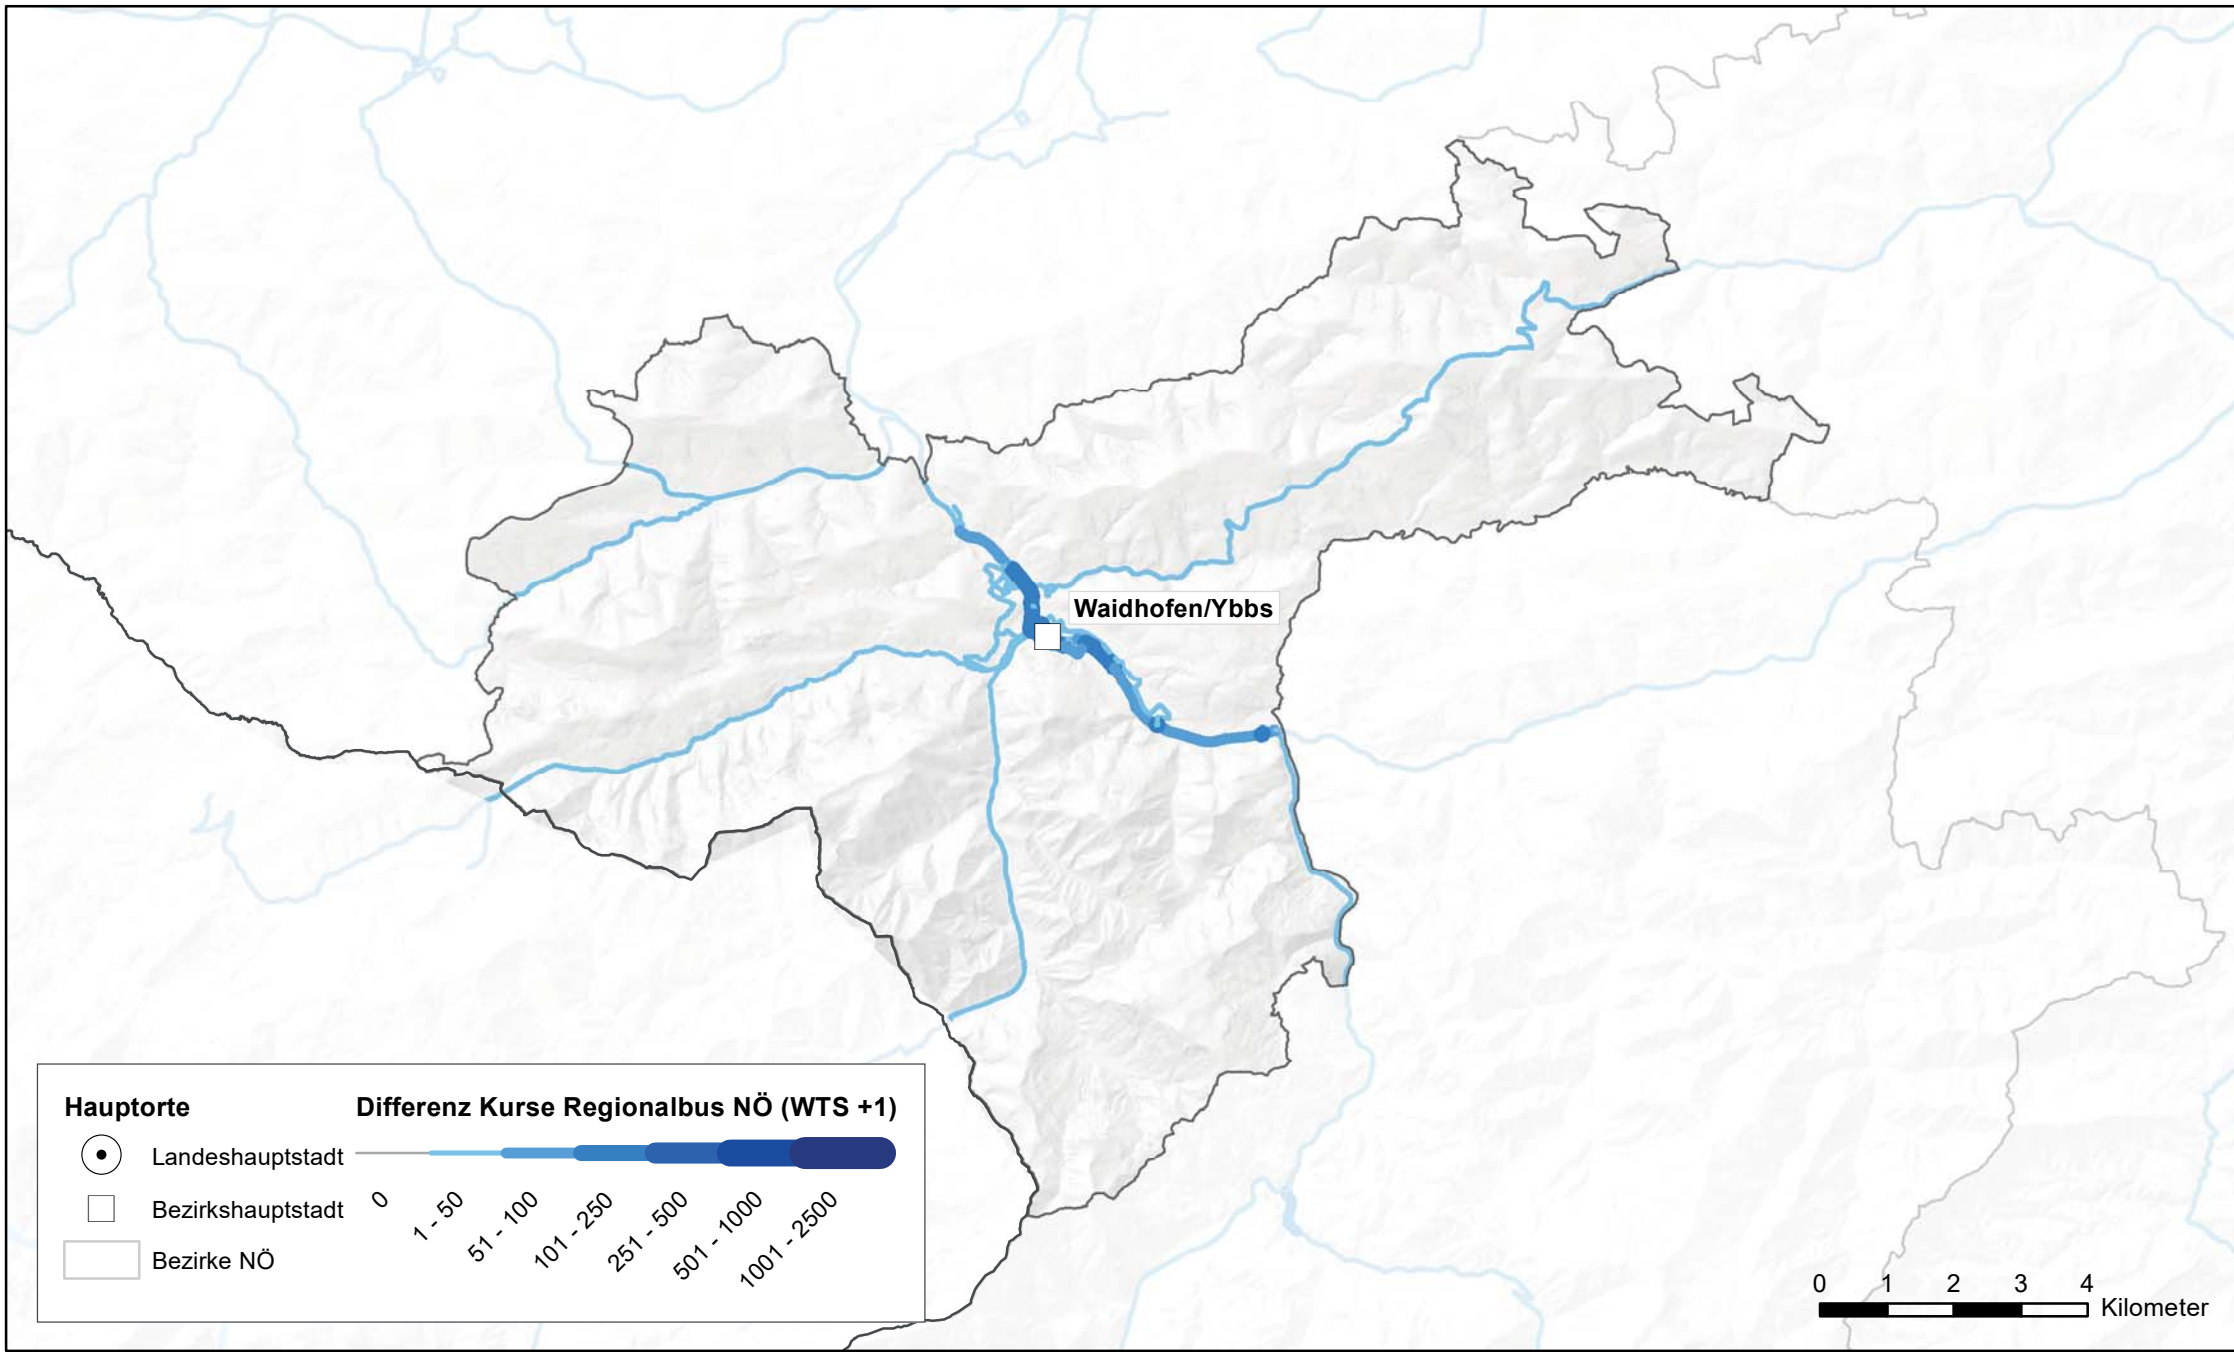 Waidhofen/Ybbs
Hauptorte
Differenz Kurse Regionalbus NÖ (WTS +1)
Landeshauptstadt
Bezirkshauptstadt
Bezirke NÖ
0
1 - 50
51 - 100
101 - 250
251 - 500
501 - 1000
1001 - 2500
0 1 2 3 4
Kilometer